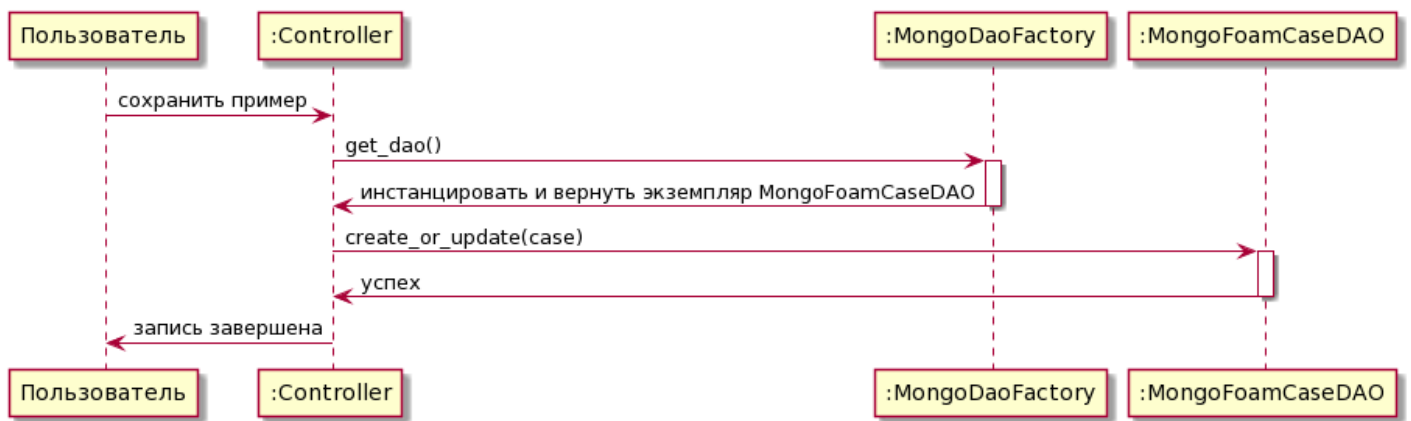 Пользователь
:Controller
:MongoDaoFactory
:MongoFoamCaseDAO
сохранить пример
get_dao()
инстанцировать и вернуть экземпляр MongoFoamCaseDAO
create_or_update(case)
успех
запись завершена
Пользователь
:Controller
:MongoDaoFactory
:MongoFoamCaseDAO